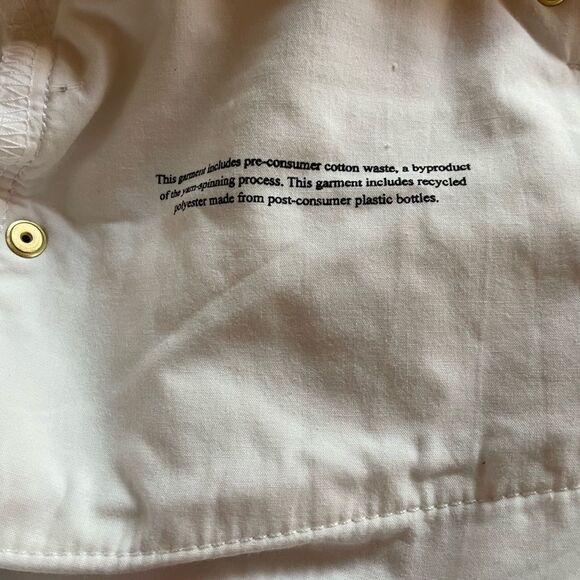 This garment includes pre-consumer cotton waste, a byproduct
of the yarn-spinning process. This garment includes recycled
polyester made from post-consumer plastic bottles.